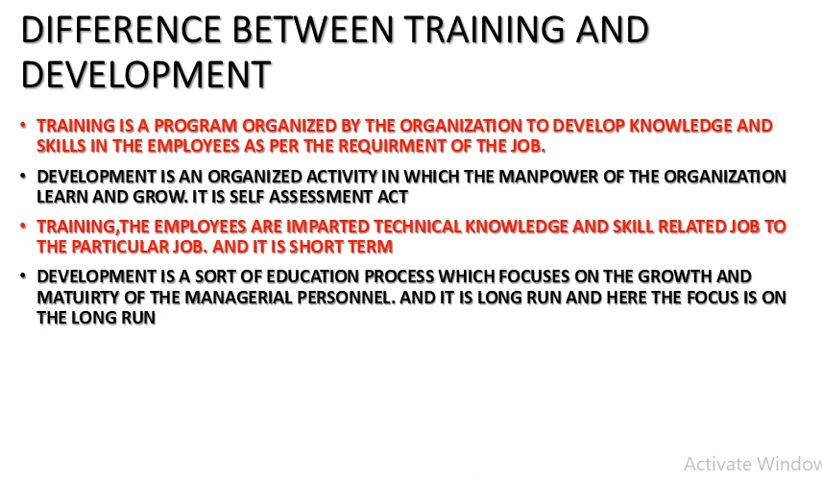 DIFFERENCE BETWEEN TRAINING AND
DEVELOPMENT
• TRAINING IS A PROGRAM ORGANIZED BY THE ORGANIZATION TO DEVELOP KNOWLEDGE AND
SKILLS IN THE EMPLOYEES AS PER THE REQUIRMENT OF THE JOB.
• DEVELOPMENT IS AN ORGANIZED ACTIVITY IN WHICH THE MANPOWER OF THE ORGANIZATION
LEARN AND GROW. IT IS SELF ASSESSMENT ACT
• TRAINING,THE EMPLOYEES ARE IMPARTED TECHNICAL KNOWLEDGE AND SKILL RELATED JOB TO
THE PARTICULAR JOB. AND IT IS SHORT TERM
• DEVELOPMENT IS A SORT OF EDUCATION PROCESS WHICH FOCUSES ON THE GROWTH AND
MATUIRTY OF THE MANAGERIAL PERSONNEL. AND IT IS LONG RUN AND HERE THE FOCUS IS ON
THE LONG RUN
Activate Window